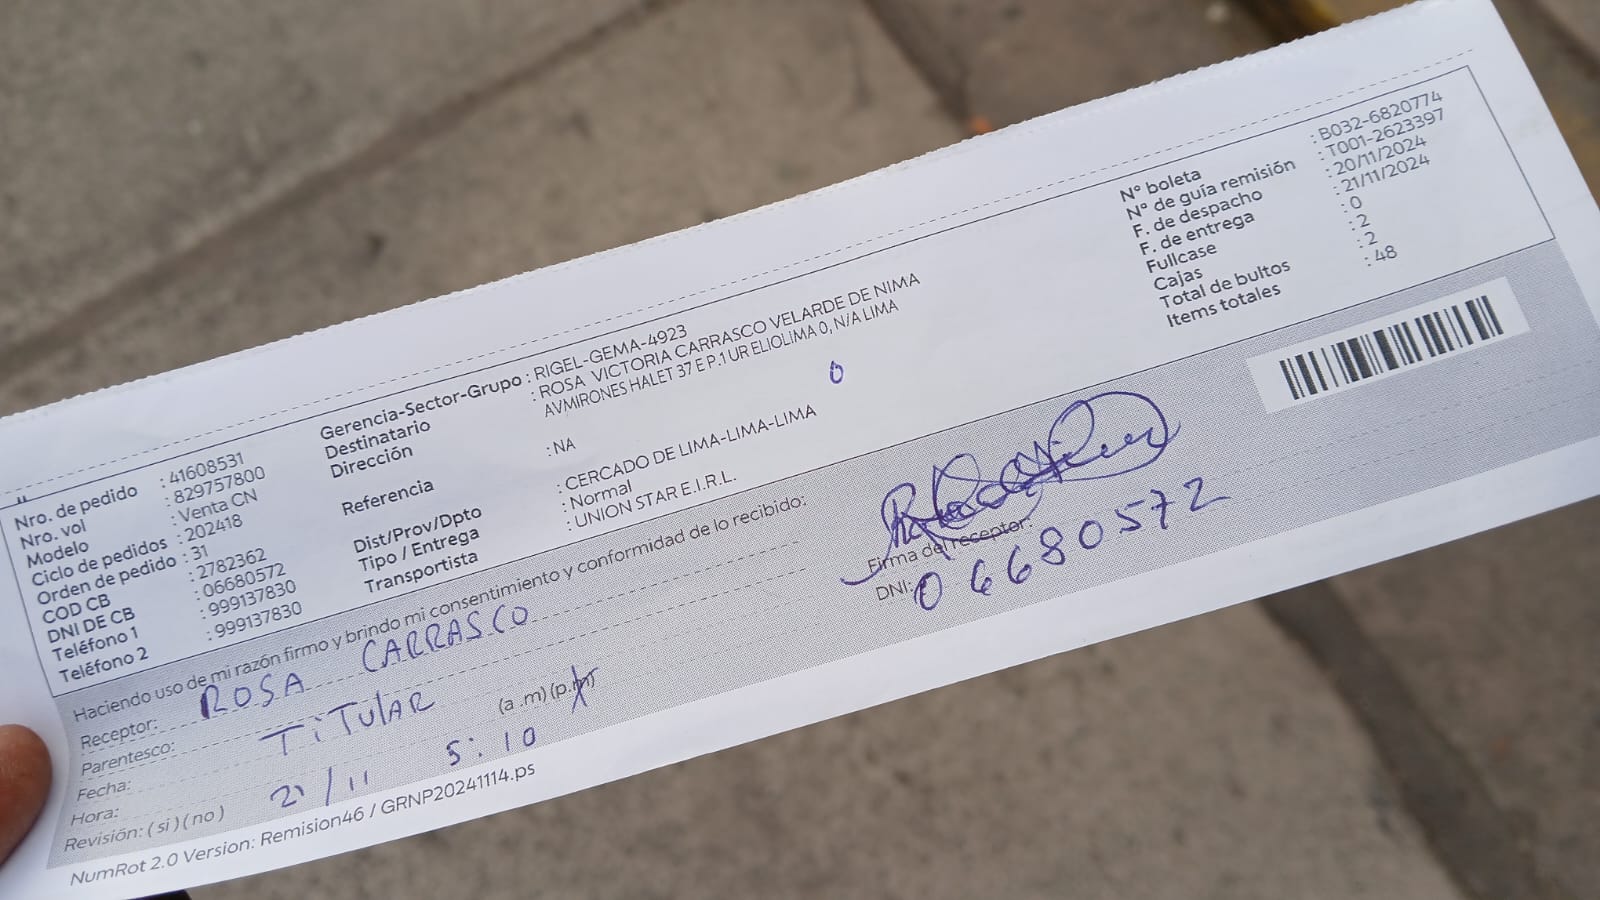 Nro. de pedido : 41608531
Nro. vol : 829757800
Modelo : Venta CN
Ciclo de pedidos : 202418
Orden de pedido : 31
COD CB : 2782362
DNI DE CB : 06680572
Teléfono 1 : 999137830
Teléfono 2 : 999137830
Gerencia-Sector-Grupo : RIGEL-GEMA-4923
Destinatario : ROSA VICTORIA CARRASCO VELARDE DE NIMA
Dirección AVMIRONES HALET 37 E P.1 UR ELIOLIMA 0, N/A LIMA
Referencia : NA
Dist/Prov/Dpto : CERCADO DE LIMA-LIMA-LIMA
Tipo / Entrega : Normal
Transportista : UNION STAR E.I.R.L.
0
N° boleta : B032-6820774
N° de guía remisión : T001-2623397
F. de despacho : 20/11/2024
F. de entrega : 21/11/2024
Fullcase : 0
Cajas : 2
Total de bultos : 2
Items totales : 48
Haciendo uso de mi razón firmo y brindo mi consentimiento y conformidad de lo recibido:
Receptor: ROSA CARRASCO
Parentesco: TiTULAR
Fecha: 21/11
Hora: 5:10 (a .m) (p.m)
Revisión: ( si ) ( no )
Firma del receptor:
DNI: 06680572
NumRot 2.0 Version: Remision46 / GRNP20241114.ps